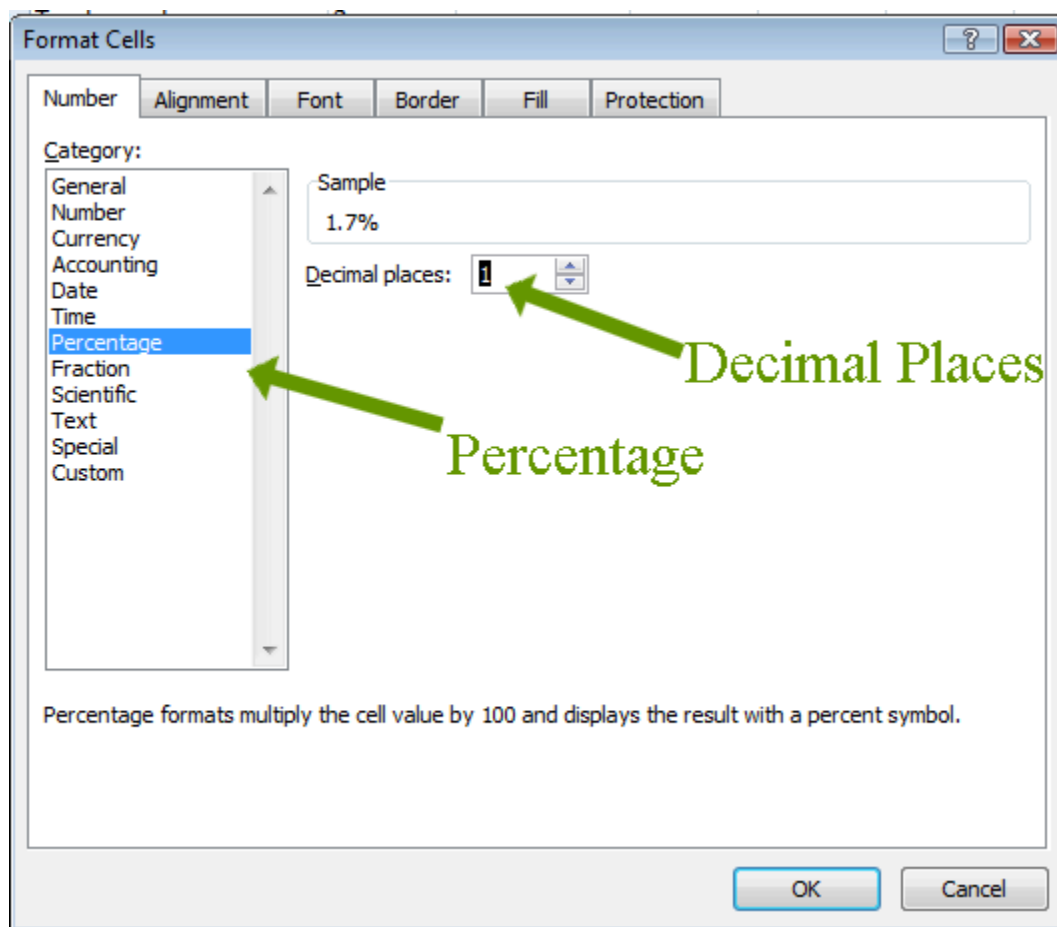 Format Cells
Number Alignment Font Border Fill Protection
Category:
General
Number
Currency
Accounting
Date
Time
Percentage
Fraction
Scientific
Text
Special
Custom
Sample
1.7%
Decimal places: 1
Decimal Places
Percentage
Percentage formats multiply the cell value by 100 and displays the result with a percent symbol.
OK Cancel